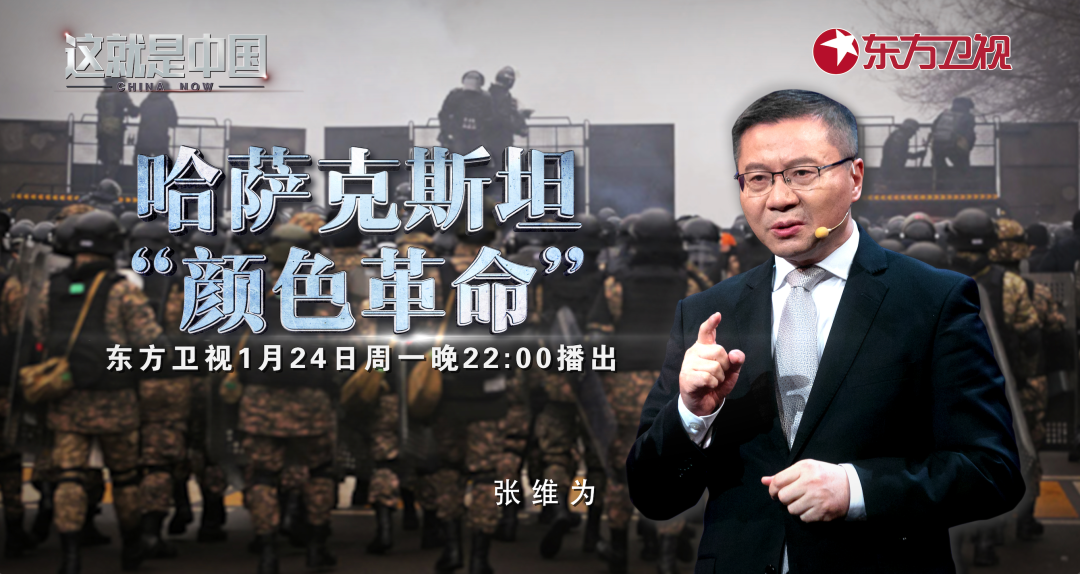 这就是中国
CHINA NOW
东方卫视
哈萨克斯坦
“颜色革命”
东方卫视1月24日周一晚22:00播出
张维为